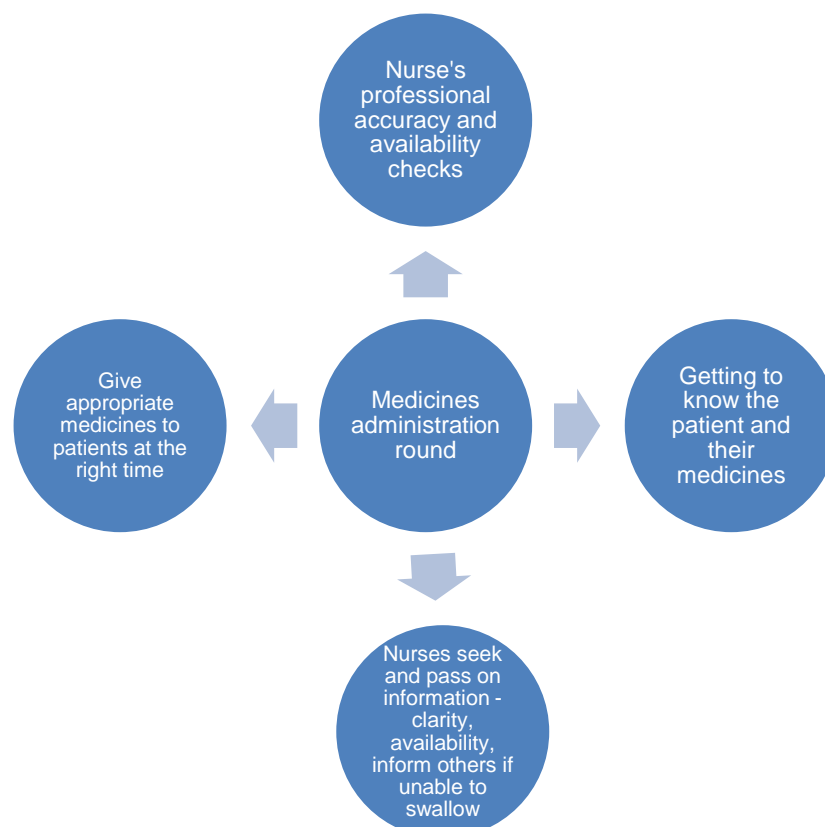 Nurse's
professional
accuracy and
availability
checks
Give
appropriate
medicines to
patients at the
right time
Medicines
administration
round
Getting to
know the
patient and
their
medicines
Nurses seek
and pass on
information -
clarity,
availability,
inform others if
unable to
swallow